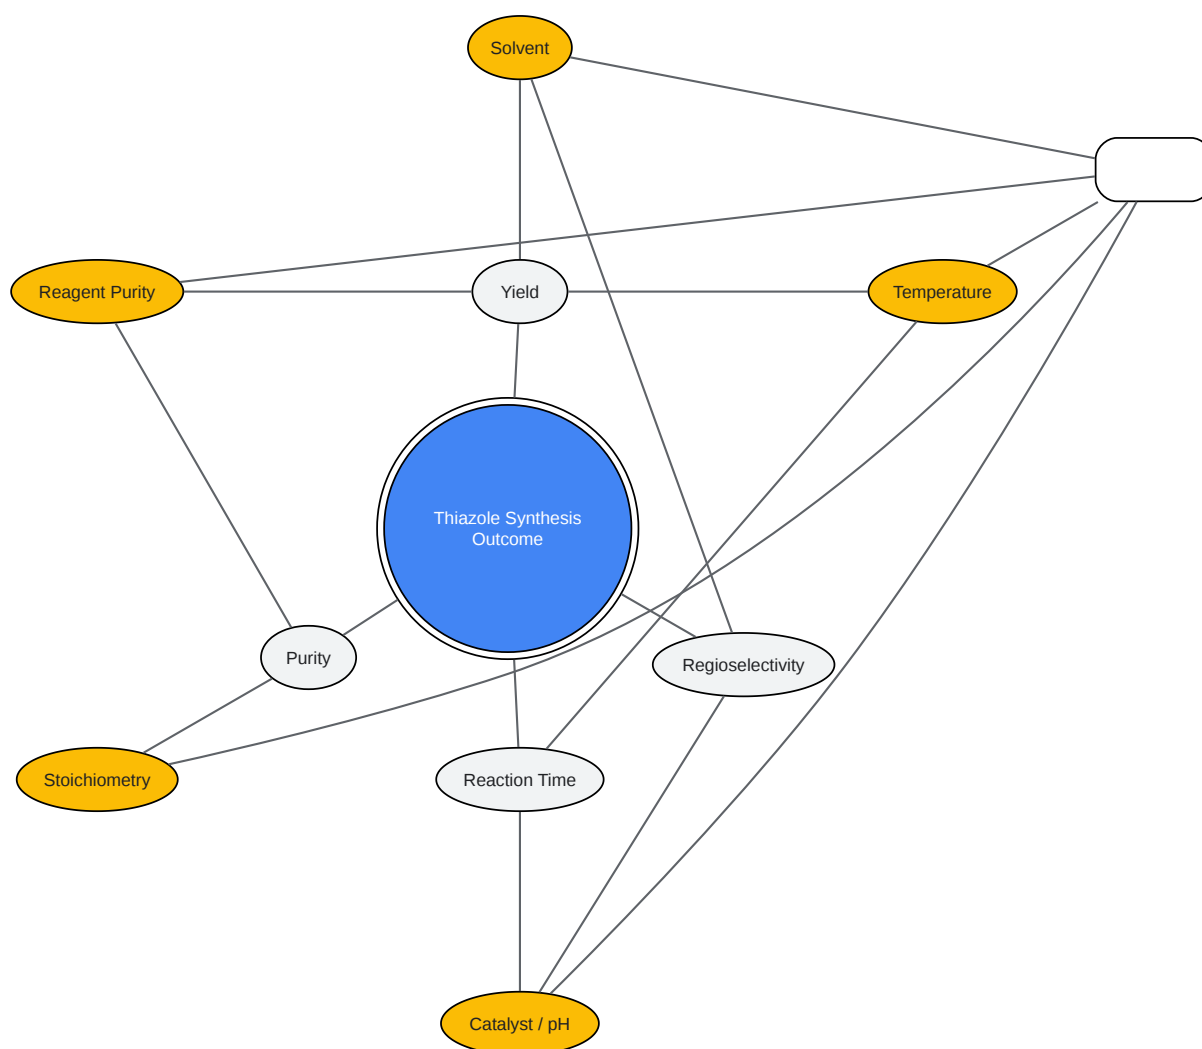 Solvent
Reagent Purity
Yield
Temperature
Thiazole Synthesis
Outcome
Purity
Regioselectivity
Stoichiometry
Reaction Time
Catalyst / pH